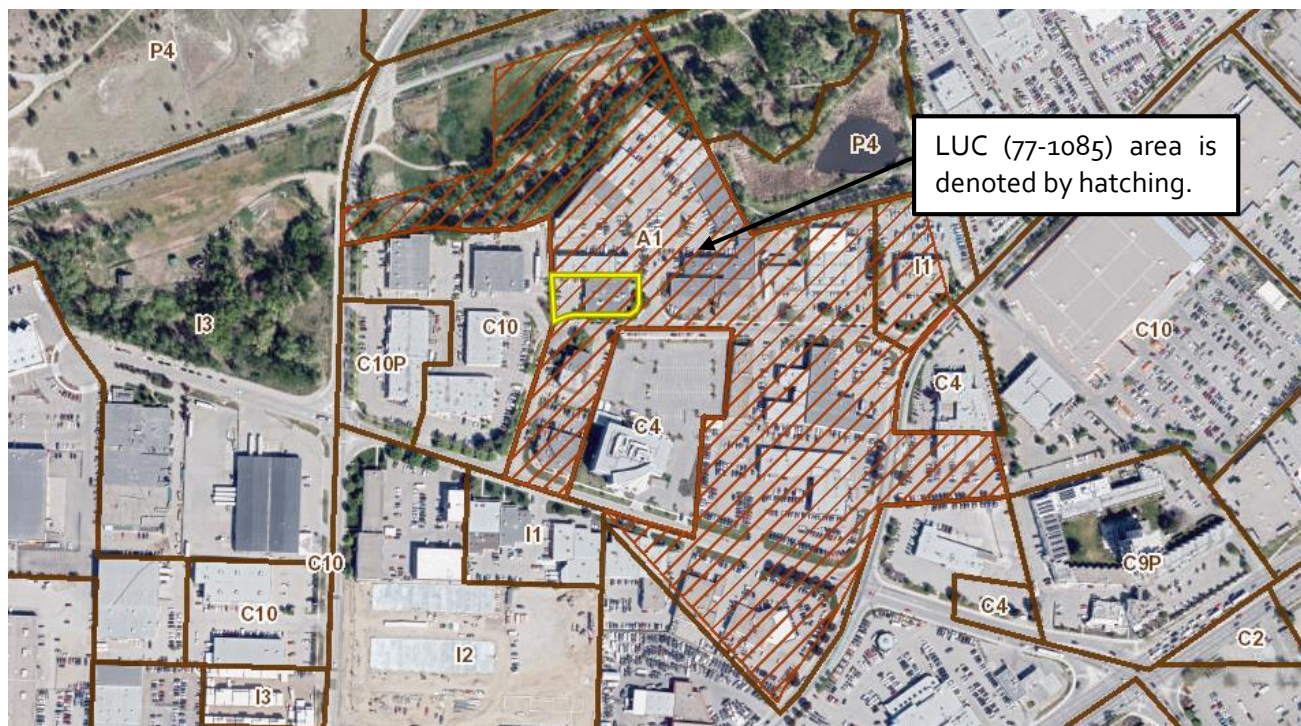 P4
LUC (77-1085) area is
denoted by hatching.
P4
A1
I1
I3
C10
C10
C10P
C4
C4
I1
C10
C9P
C4
C10
I2
C2
I3